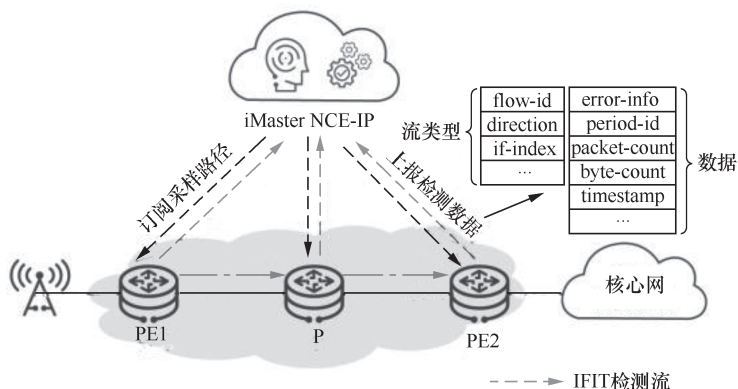 iMaster NCE-IP
流类型
flow-id
direction
if-index
...
error-info
period-id
packet-count
byte-count
timestamp
...
数据
订阅采样路径
上报检测数据
PE1
P
PE2
核心网
IFIT检测流